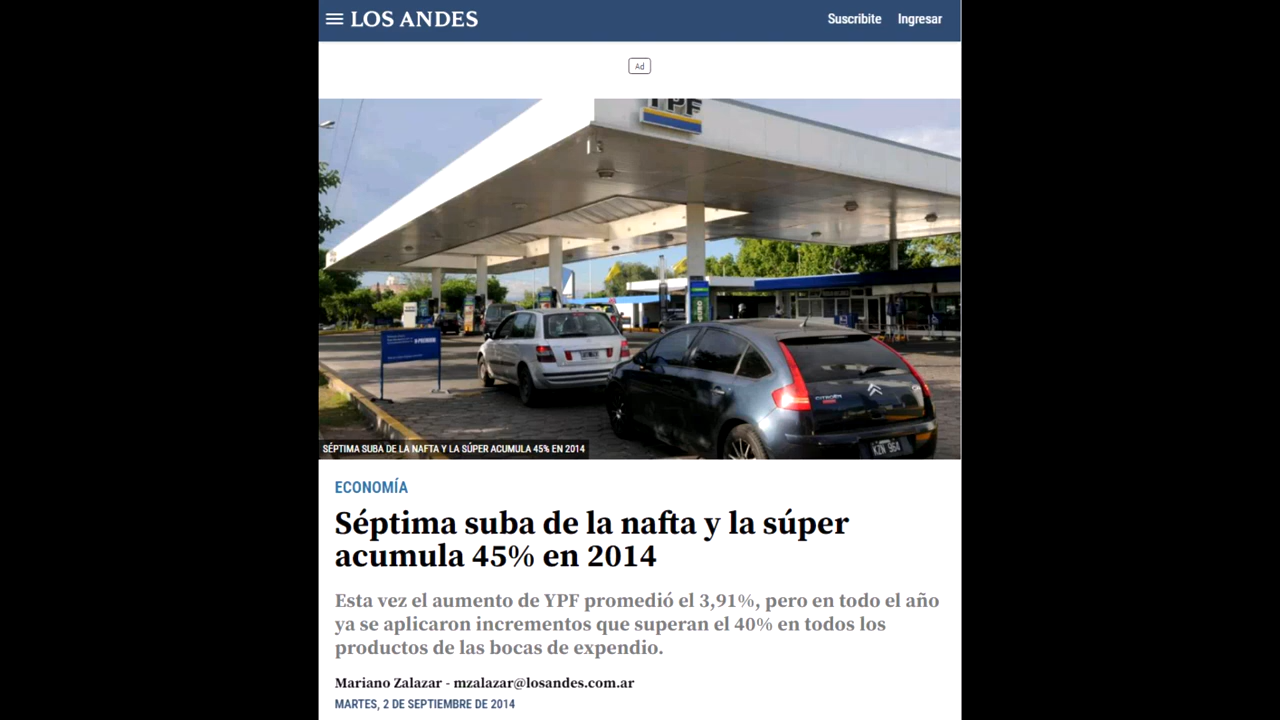 LOS ANDES
Suscribite
Ingresar
Ad
YPF
CITROËN
KZN 964
SÉPTIMA SUBA DE LA NAFTA Y LA SÚPER ACUMULA 45% EN 2014
ECONOMÍA
Séptima suba de la nafta y la súper
acumula 45% en 2014
Esta vez el aumento de YPF promedió el 3,91%, pero en todo el año
ya se aplicaron incrementos que superan el 40% en todos los
productos de las bocas de expendio.
Mariano Zalazar - mzalazar@losandes.com.ar
MARTES, 2 DE SEPTIEMBRE DE 2014